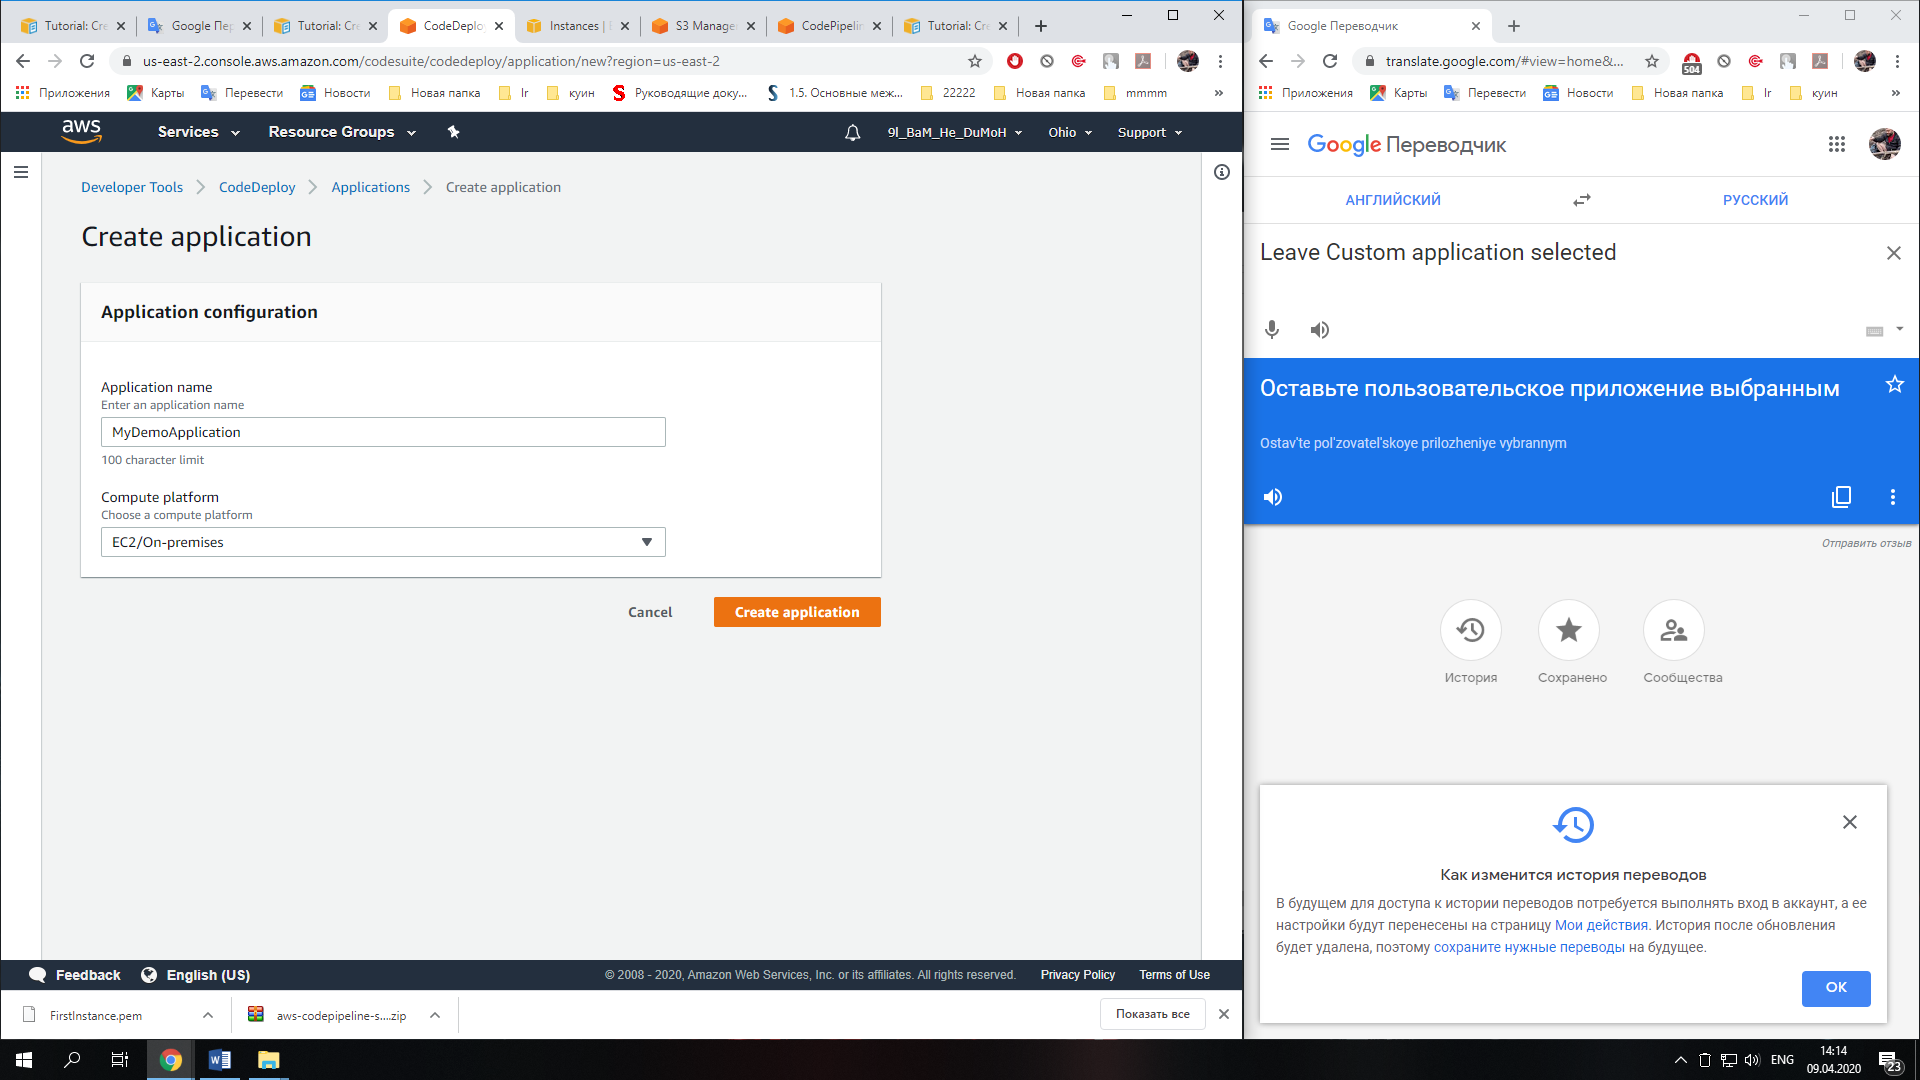 Tutorial: Cre
Google Пер
Tutorial: Cre
CodeDeploy
Instances | E
S3 Manage
CodePipelin
Tutorial: Cre
us-east-2.console.aws.amazon.com/codesuite/codedeploy/application/new?region=us-east-2
Приложения
Карты
Перевести
Новости
Новая папка
lr
куин
Руководящие доку...
1.5. Основные меж...
22222
Новая папка
mmmm
»
aws
Services
Resource Groups
9l_BaM_He_DuMoH
Ohio
Support
Developer Tools
CodeDeploy
Applications
Create application
Create application
Application configuration
Application name
Enter an application name
MyDemoApplication
100 character limit
Compute platform
Choose a compute platform
EC2/On-premises
Cancel
Create application
Feedback
English (US)
© 2008 - 2020, Amazon Web Services, Inc. or its affiliates. All rights reserved.
Privacy Policy
Terms of Use
FirstInstance.pem
aws-codepipeline-s....zip
Показать все
Google Переводчик
translate.google.com/#view=home&...
504
Приложения
Карты
Перевести
Новости
Новая папка
lr
куин
»
Google Переводчик
АНГЛИЙСКИЙ
РУССКИЙ
Leave Custom application selected
Оставьте пользовательское приложение выбранным
Ostav'te pol'zovatel'skoye prilozheniye vybrannym
Отправить отзыв
История
Сохранено
Сообщества
Как изменится история переводов
В будущем для доступа к истории переводов потребуется выполнять вход в аккаунт, а ее
настройки будут перенесены на страницу Мои действия. История после обновления
будет удалена, поэтому сохраните нужные переводы на будущее.
OK
ENG
14:14
09.04.2020
23